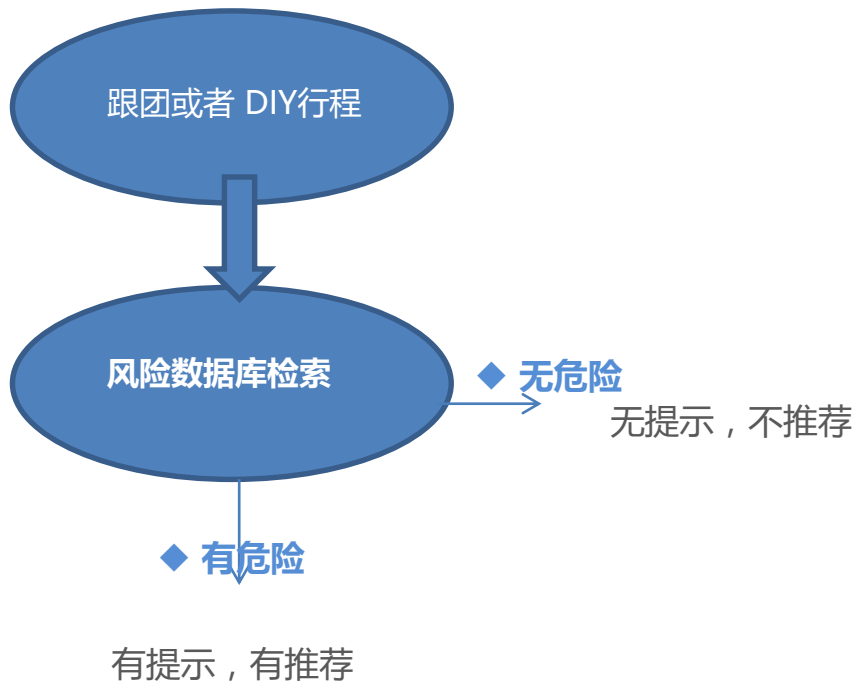 跟团或者 DIY行程
风险数据库检索
◆ 无危险
无提示，不推荐
◆ 有危险
有提示，有推荐